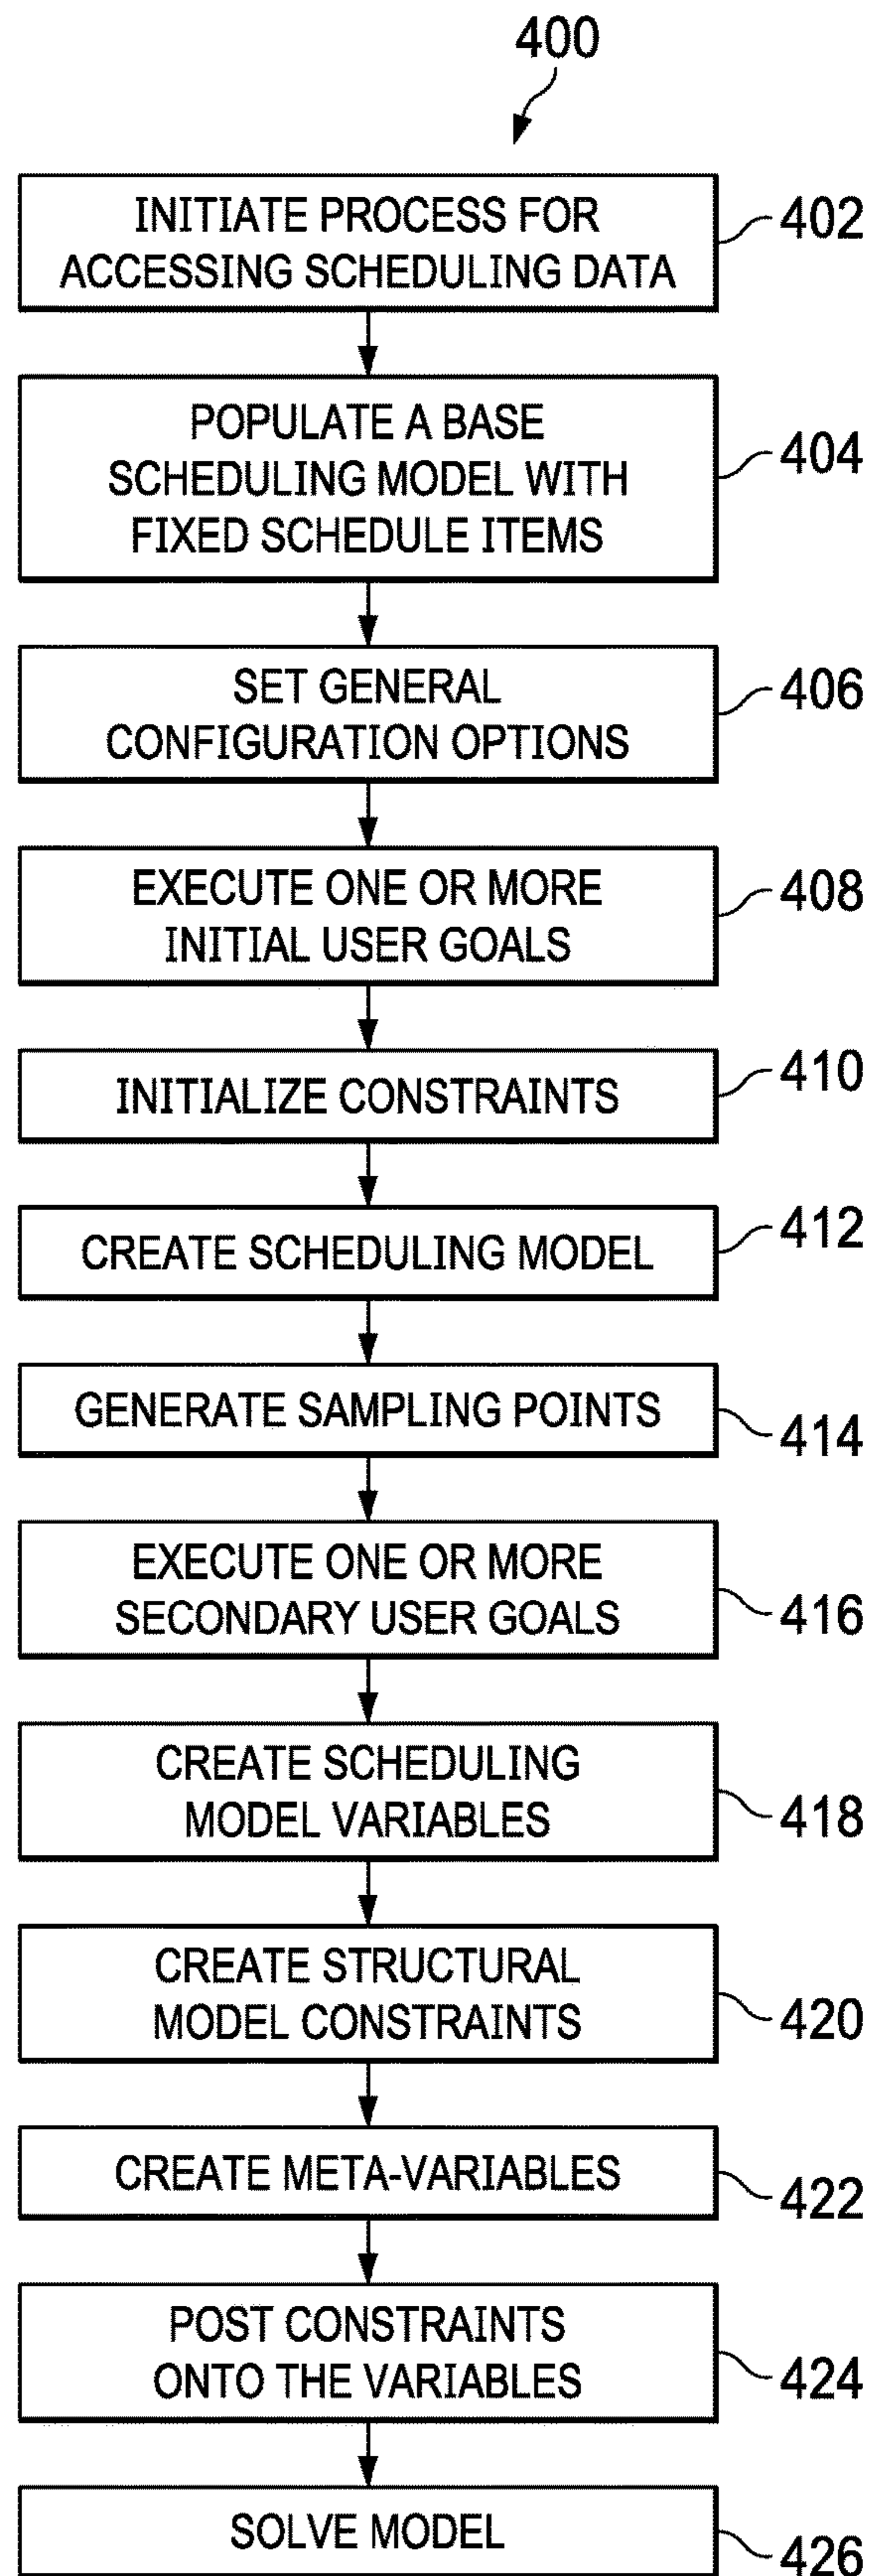 400
INITIATE PROCESS FOR
ACCESSING SCHEDULING DATA
402
POPULATE A BASE
SCHEDULING MODEL WITH
FIXED SCHEDULE ITEMS
404
SET GENERAL
CONFIGURATION OPTIONS
406
EXECUTE ONE OR MORE
INITIAL USER GOALS
408
INITIALIZE CONSTRAINTS
410
CREATE SCHEDULING MODEL
412
GENERATE SAMPLING POINTS
414
EXECUTE ONE OR MORE
SECONDARY USER GOALS
416
CREATE SCHEDULING
MODEL VARIABLES
418
CREATE STRUCTURAL
MODEL CONSTRAINTS
420
CREATE META-VARIABLES
422
POST CONSTRAINTS
ONTO THE VARIABLES
424
SOLVE MODEL
426